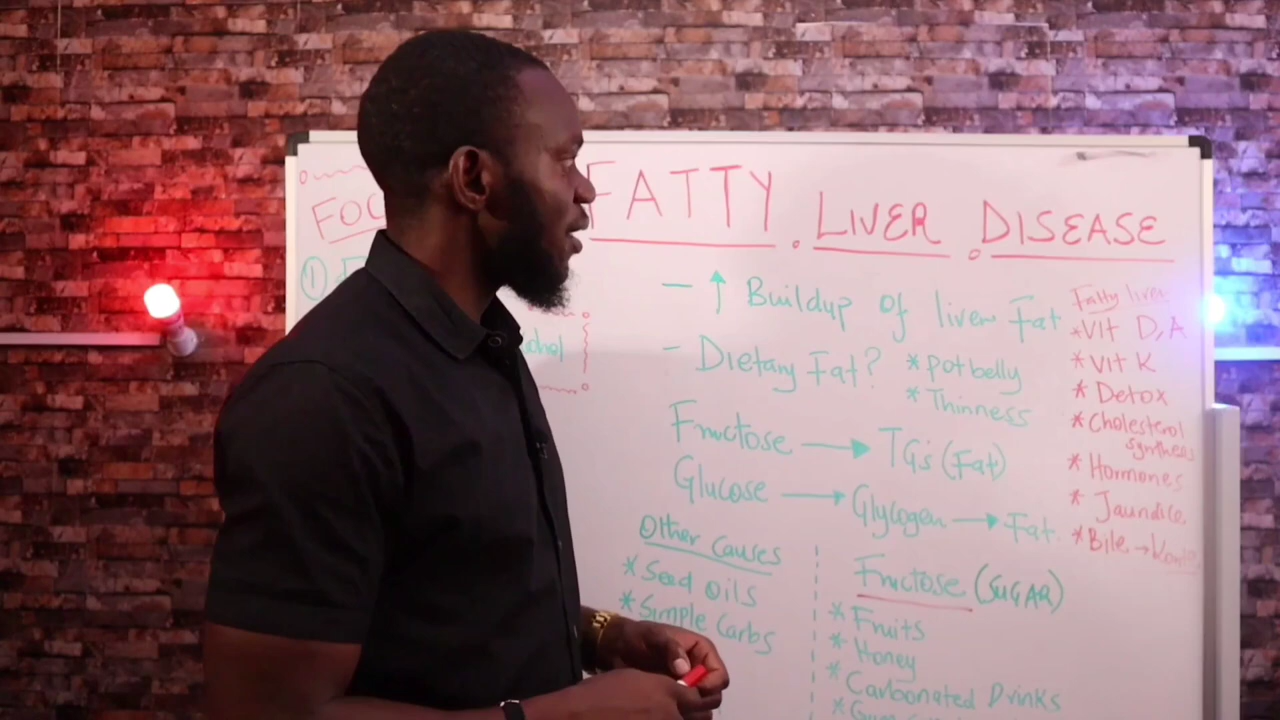 FATTY LIVER DISEASE
①
- ↑ Buildup of liver Fat
- Dietary Fat?
* Potbelly
* Thinness
Fructose → TGs (Fat)
Glucose → Glycogen → Fat.
Other Causes
* Seed Oils
* Simple Carbs
Fructose (SUGAR)
* Fruits
* Honey
* Carbonated Drinks
Fatty liver
* Vit D, A
* Vit K
* Detox
* Cholesterol
synthesis
* Hormones
* Jaundice
* Bile →